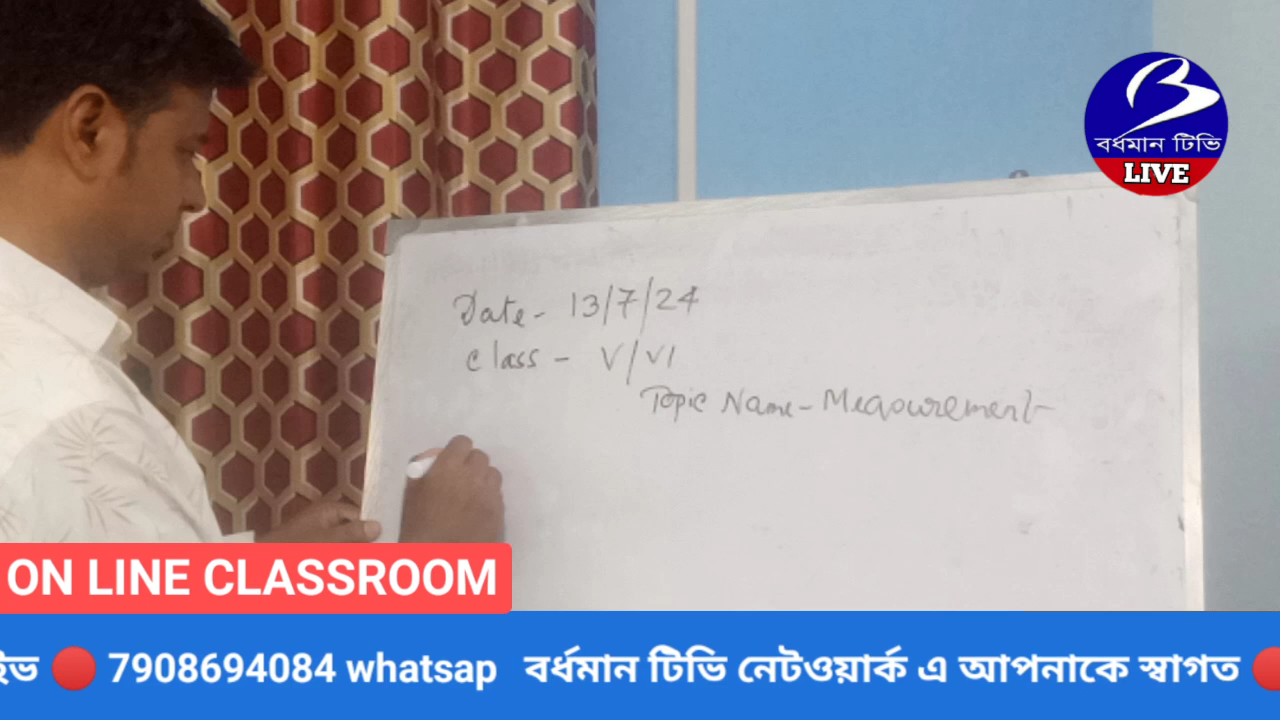 বর্ধমান টিভি
LIVE
Date - 13/7/24
Class - V/VI
Topic Name - Measurement
ON LINE CLASSROOM
ইভ 🔴 7908694084 whatsap বর্ধমান টিভি নেটওয়ার্ক এ আপনাকে স্বাগত 🔴